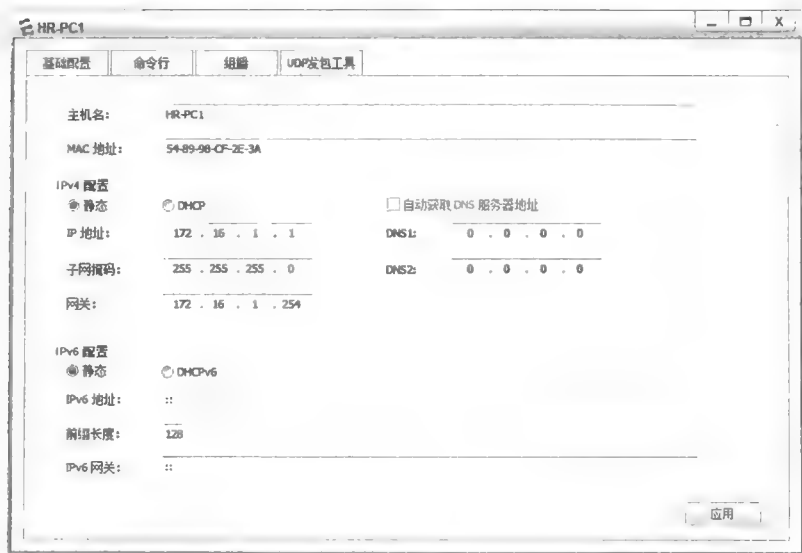 HR-PC1
基础配置 命令行 组播 UDP发包工具
主机名: HR-PC1
MAC 地址: 54-89-98-CF-2E-3A
IPv4 配置
静态 DHCP 自动获取 DNS 服务器地址
IP 地址: 172 . 16 . 1 . 1 DNS1: 0 . 0 . 0 . 0
子网掩码: 255 . 255 . 255 . 0 DNS2: 0 . 0 . 0 . 0
网关: 172 . 16 . 1 . 254
IPv6 配置
静态 DHCPv6
IPv6 地址: ::
前缀长度: 128
IPv6 网关: ::
应用